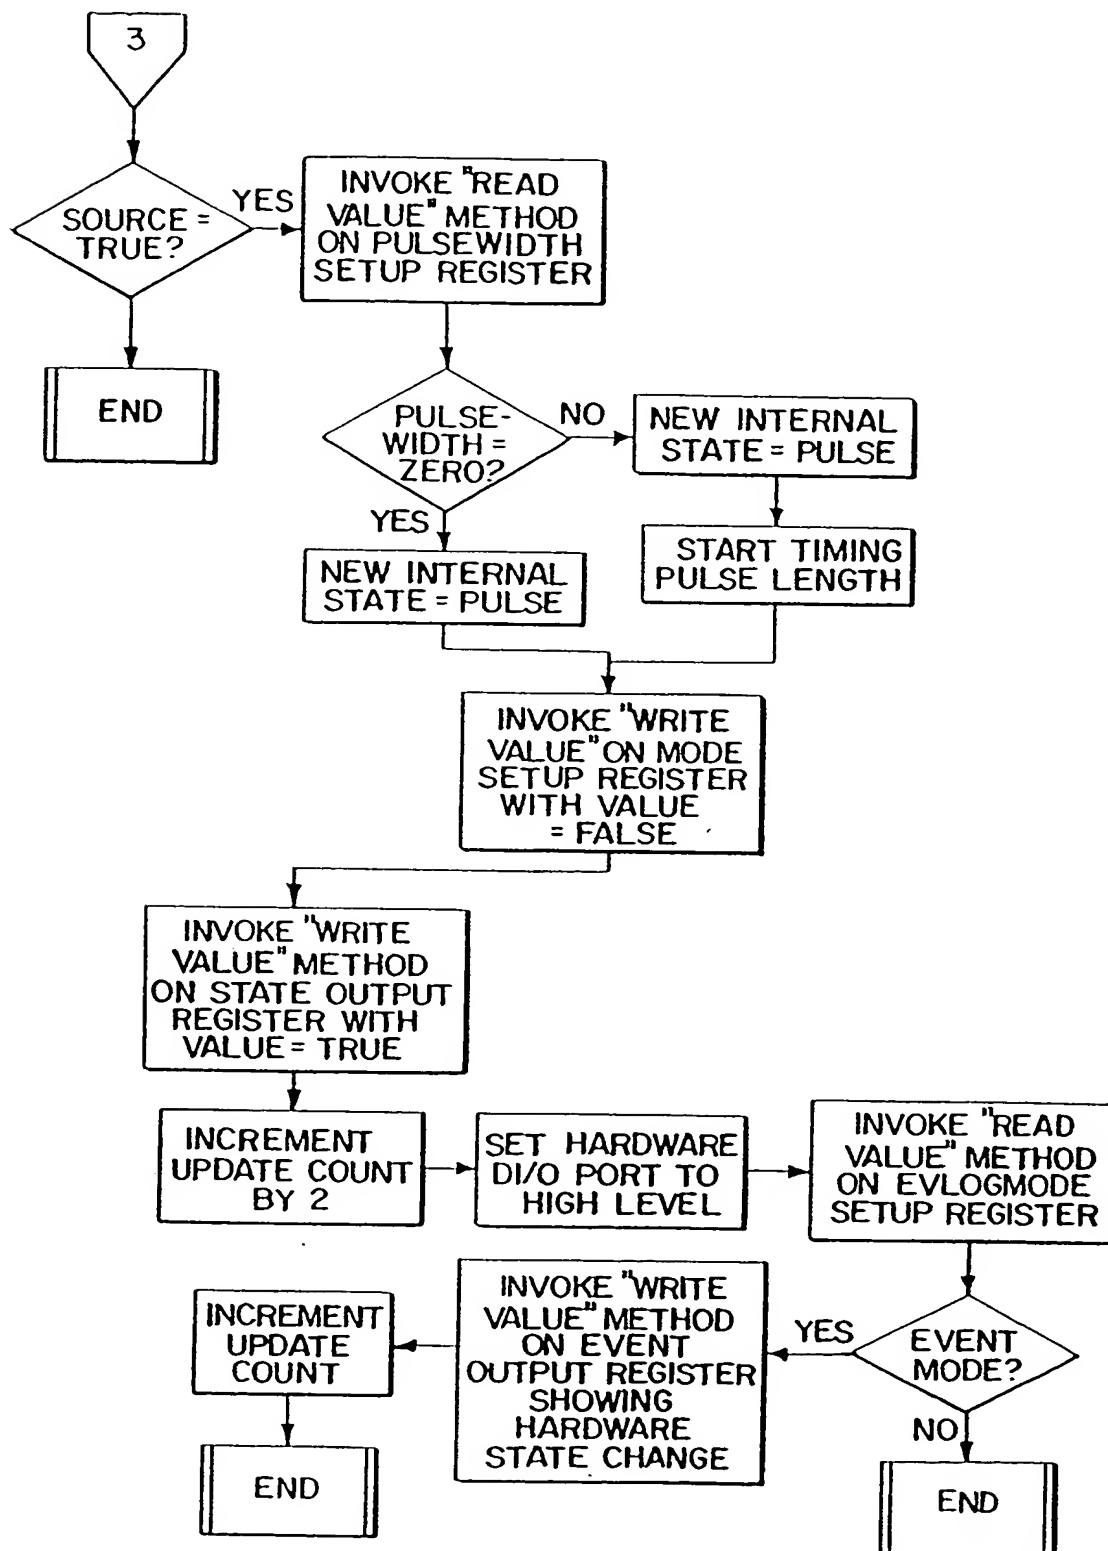 3
SOURCE =
TRUE?
YES
INVOKE "READ
VALUE" METHOD
ON PULSEWIDTH
SETUP REGISTER
END
PULSE-
WIDTH =
ZERO?
NO
NEW INTERNAL
STATE = PULSE
YES
START TIMING
PULSE LENGTH
NEW INTERNAL
STATE = PULSE
INVOKE "WRITE
VALUE" ON MODE
SETUP REGISTER
WITH VALUE
= FALSE
INVOKE "WRITE
VALUE" METHOD
ON STATE OUTPUT
REGISTER WITH
VALUE = TRUE
INCREMENT
UPDATE COUNT
BY 2
SET HARDWARE
DI/O PORT TO
HIGH LEVEL
INVOKE "READ
VALUE" METHOD
ON EVLOGMODE
SETUP REGISTER
EVENT
MODE?
YES
INVOKE "WRITE
VALUE" METHOD
ON EVENT
OUTPUT REGISTER
SHOWING
HARDWARE
STATE CHANGE
INCREMENT
UPDATE
COUNT
END
NO
END